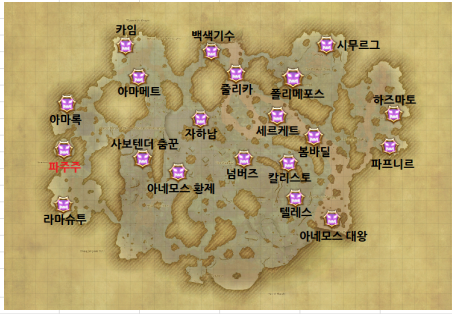 카임
백색기수
시무르그
아마메트
줄리카
폴리메포스
하즈마토
아마록
자하남
세르케트
사보텐더 춤꾼
봄바딜
파주주
파프니르
아네모스 황제
넘버즈
칼리스토
라마슈투
텔레스
아네모스 대왕